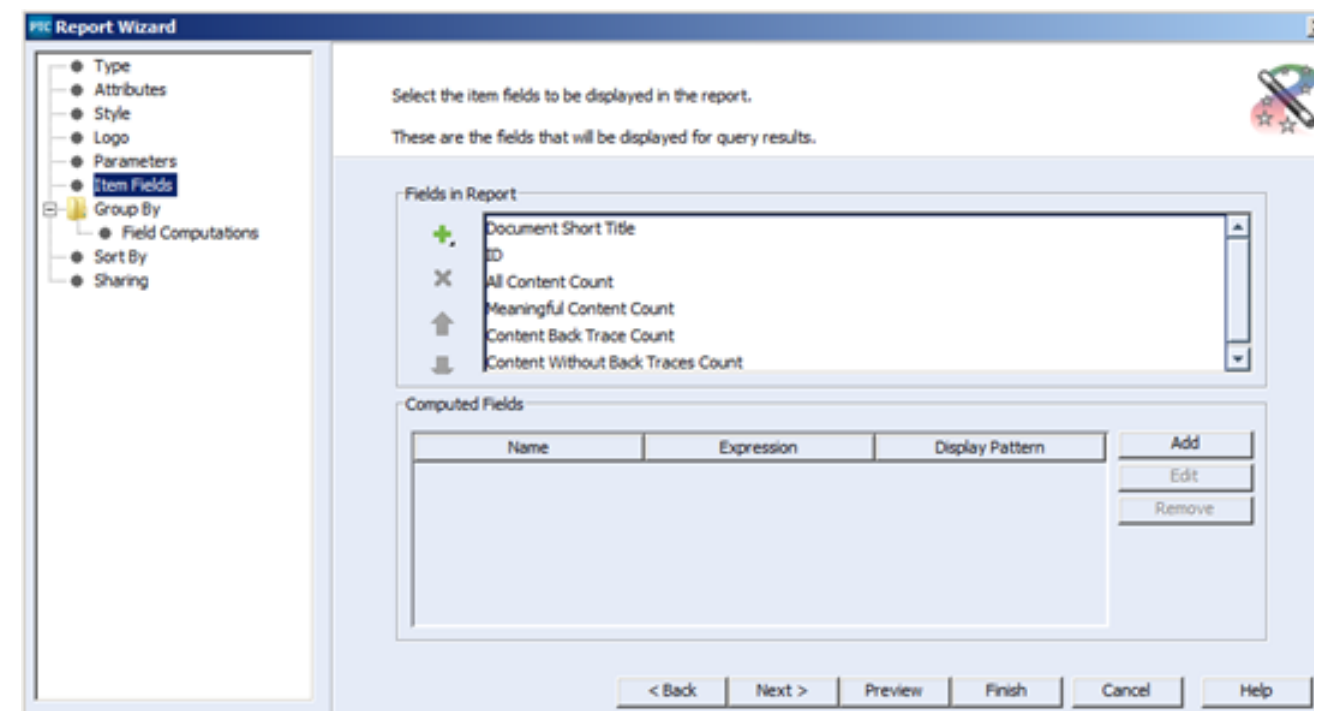 PTC Report Wizard
Type
Attributes
Style
Logo
Parameters
Item Fields
Group By
Field Computations
Sort By
Sharing
Select the item fields to be displayed in the report.
These are the fields that will be displayed for query results.
Fields in Report
Document Short Title
ID
All Content Count
Meaningful Content Count
Content Back Trace Count
Content Without Back Traces Count
Computed Fields
Name Expression Display Pattern
Add
Edit
Remove
< Back Next > Preview Finish Cancel Help